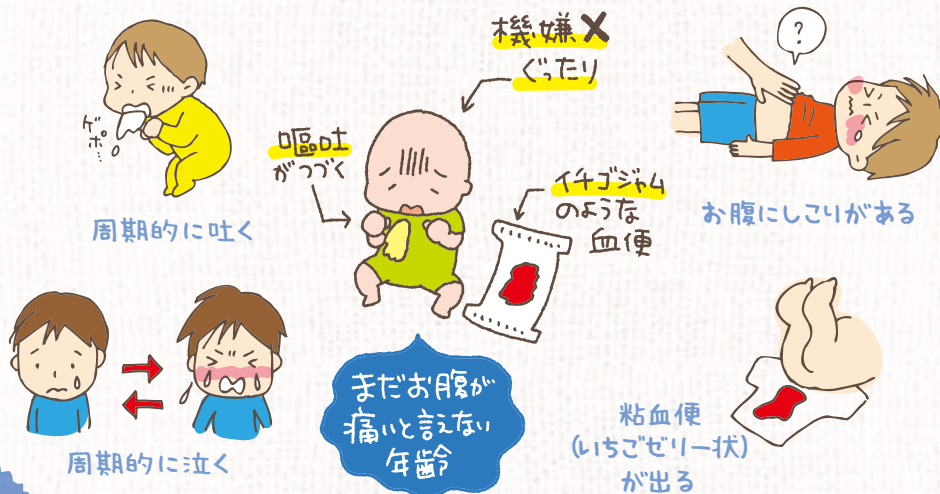 機嫌✕
ぐったり
ゲポ…
嘔吐
がつづく
イチゴジャム
のような
血便
?
周期的に吐く
お腹にしこりがある
まだお腹が
痛いと言えない
年齢
周期的に泣く
粘血便
(いちごゼリー状)
が出る